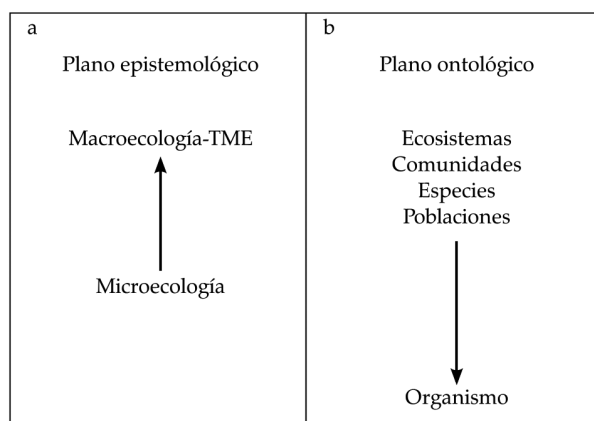 a
Plano epistemológico
Macroecología-TME
Microecología
b
Plano ontológico
Ecosistemas
Comunidades
Especies
Poblaciones
Organismo